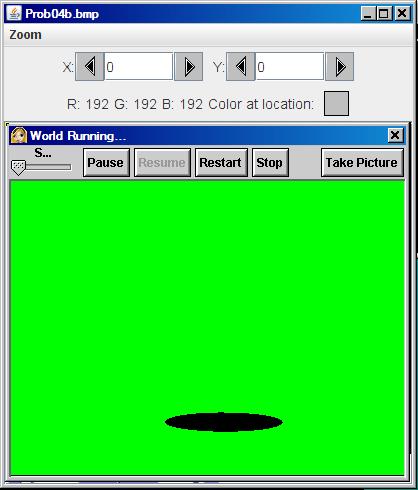 Prob04b.bmp
Zoom
X: 0 Y: 0
R: 192 G: 192 B: 192 Color at location:
World Running...
S...
Pause Resume Restart Stop Take Picture